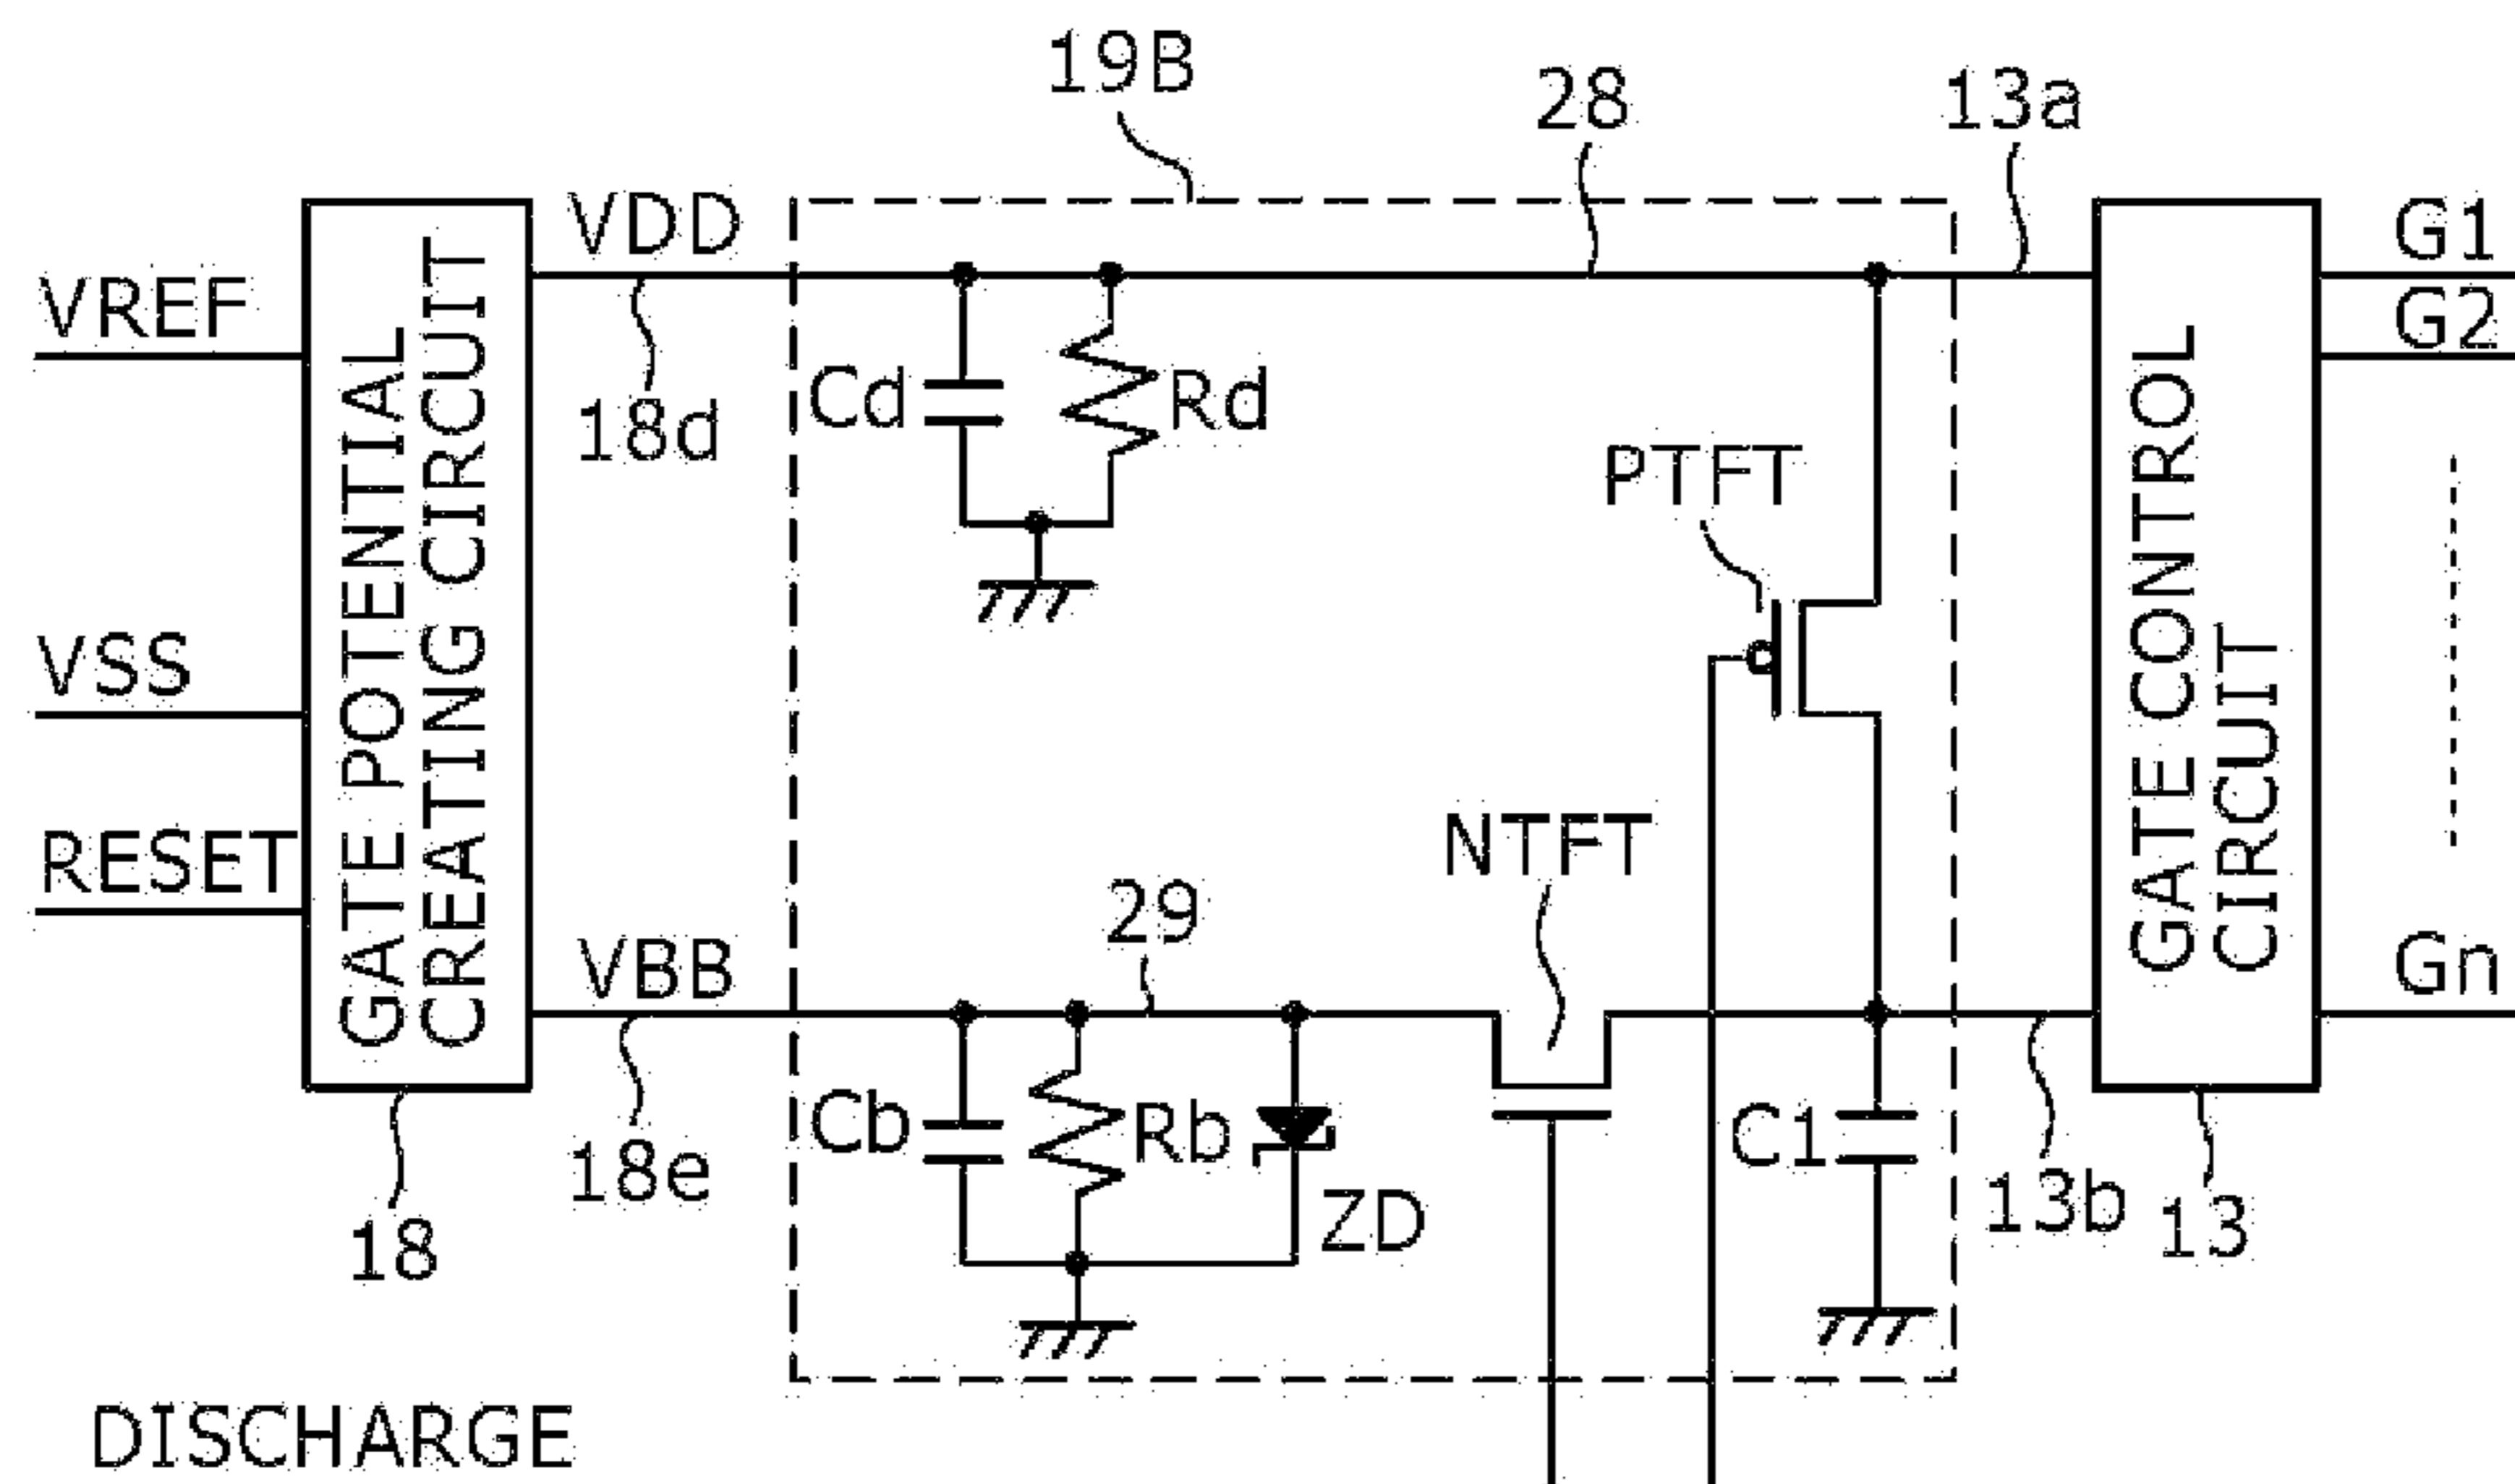 19B
28
13a
VDD
G1
VREF
G2
GATE POTENTIAL
CREATING CIRCUIT
Cd
Rd
18d
PTFT
GATE CONTROL
CIRCUIT
VSS
RESET
NTFT
29
VBB
Gn
Cb
Rb
C1
18e
ZD
13b
13
18
DISCHARGE